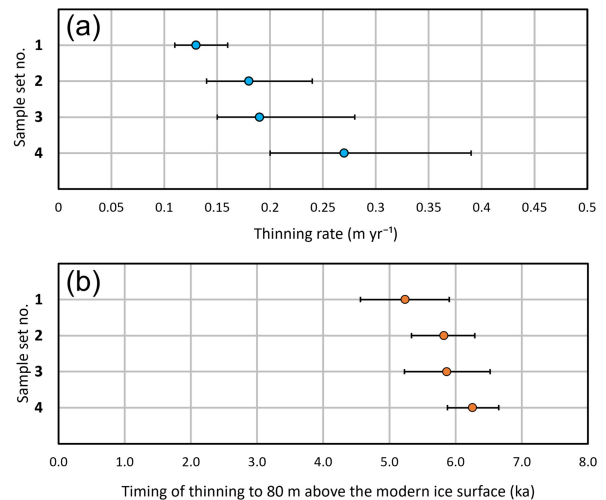 (a)
Sample set no.
1
2
3
4
0 0.05 0.1 0.15 0.2 0.25 0.3 0.35 0.4 0.45 0.5
Thinning rate (m yr⁻¹)
(b)
Sample set no.
1
2
3
4
0.0 1.0 2.0 3.0 4.0 5.0 6.0 7.0 8.0
Timing of thinning to 80 m above the modern ice surface (ka)